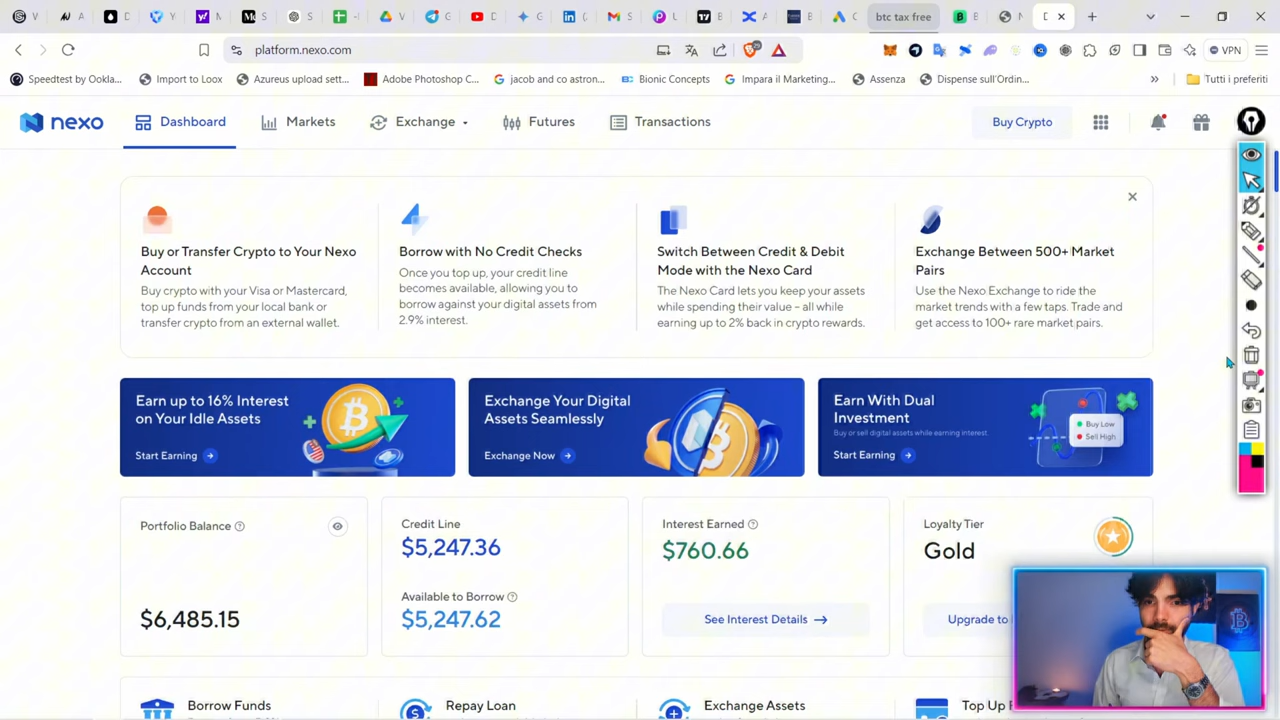 btc tax free
platform.nexo.com
VPN
Speedtest by Ookla...
Import to Loox
Azureus upload sett...
Adobe Photoshop C...
jacob and co astron...
Bionic Concepts
Impara il Marketing...
Assenza
Dispense sull'Ordin...
Tutti i preferiti
nexo
Dashboard
Markets
Exchange
Futures
Transactions
Buy Crypto
Buy or Transfer Crypto to Your Nexo
Account
Buy crypto with your Visa or Mastercard,
top up funds from your local bank or
transfer crypto from an external wallet.
Borrow with No Credit Checks
Once you top up, your credit line
becomes available, allowing you to
borrow against your digital assets from
2.9% interest.
Switch Between Credit & Debit
Mode with the Nexo Card
The Nexo Card lets you keep your assets
while spending their value – all while
earning up to 2% back in crypto rewards.
Exchange Between 500+ Market
Pairs
Use the Nexo Exchange to ride the
market trends with a few taps. Trade and
get access to 100+ rare market pairs.
Earn up to 16% Interest
on Your Idle Assets
Start Earning
Exchange Your Digital
Assets Seamlessly
Exchange Now
Earn With Dual
Investment
Buy or sell digital assets while earning interest.
Start Earning
Buy Low
Sell High
Portfolio Balance
$6,485.15
Credit Line
$5,247.36
Available to Borrow
$5,247.62
Interest Earned
$760.66
See Interest Details
Loyalty Tier
Gold
Upgrade to
Borrow Funds
Repay Loan
Exchange Assets
Top Up